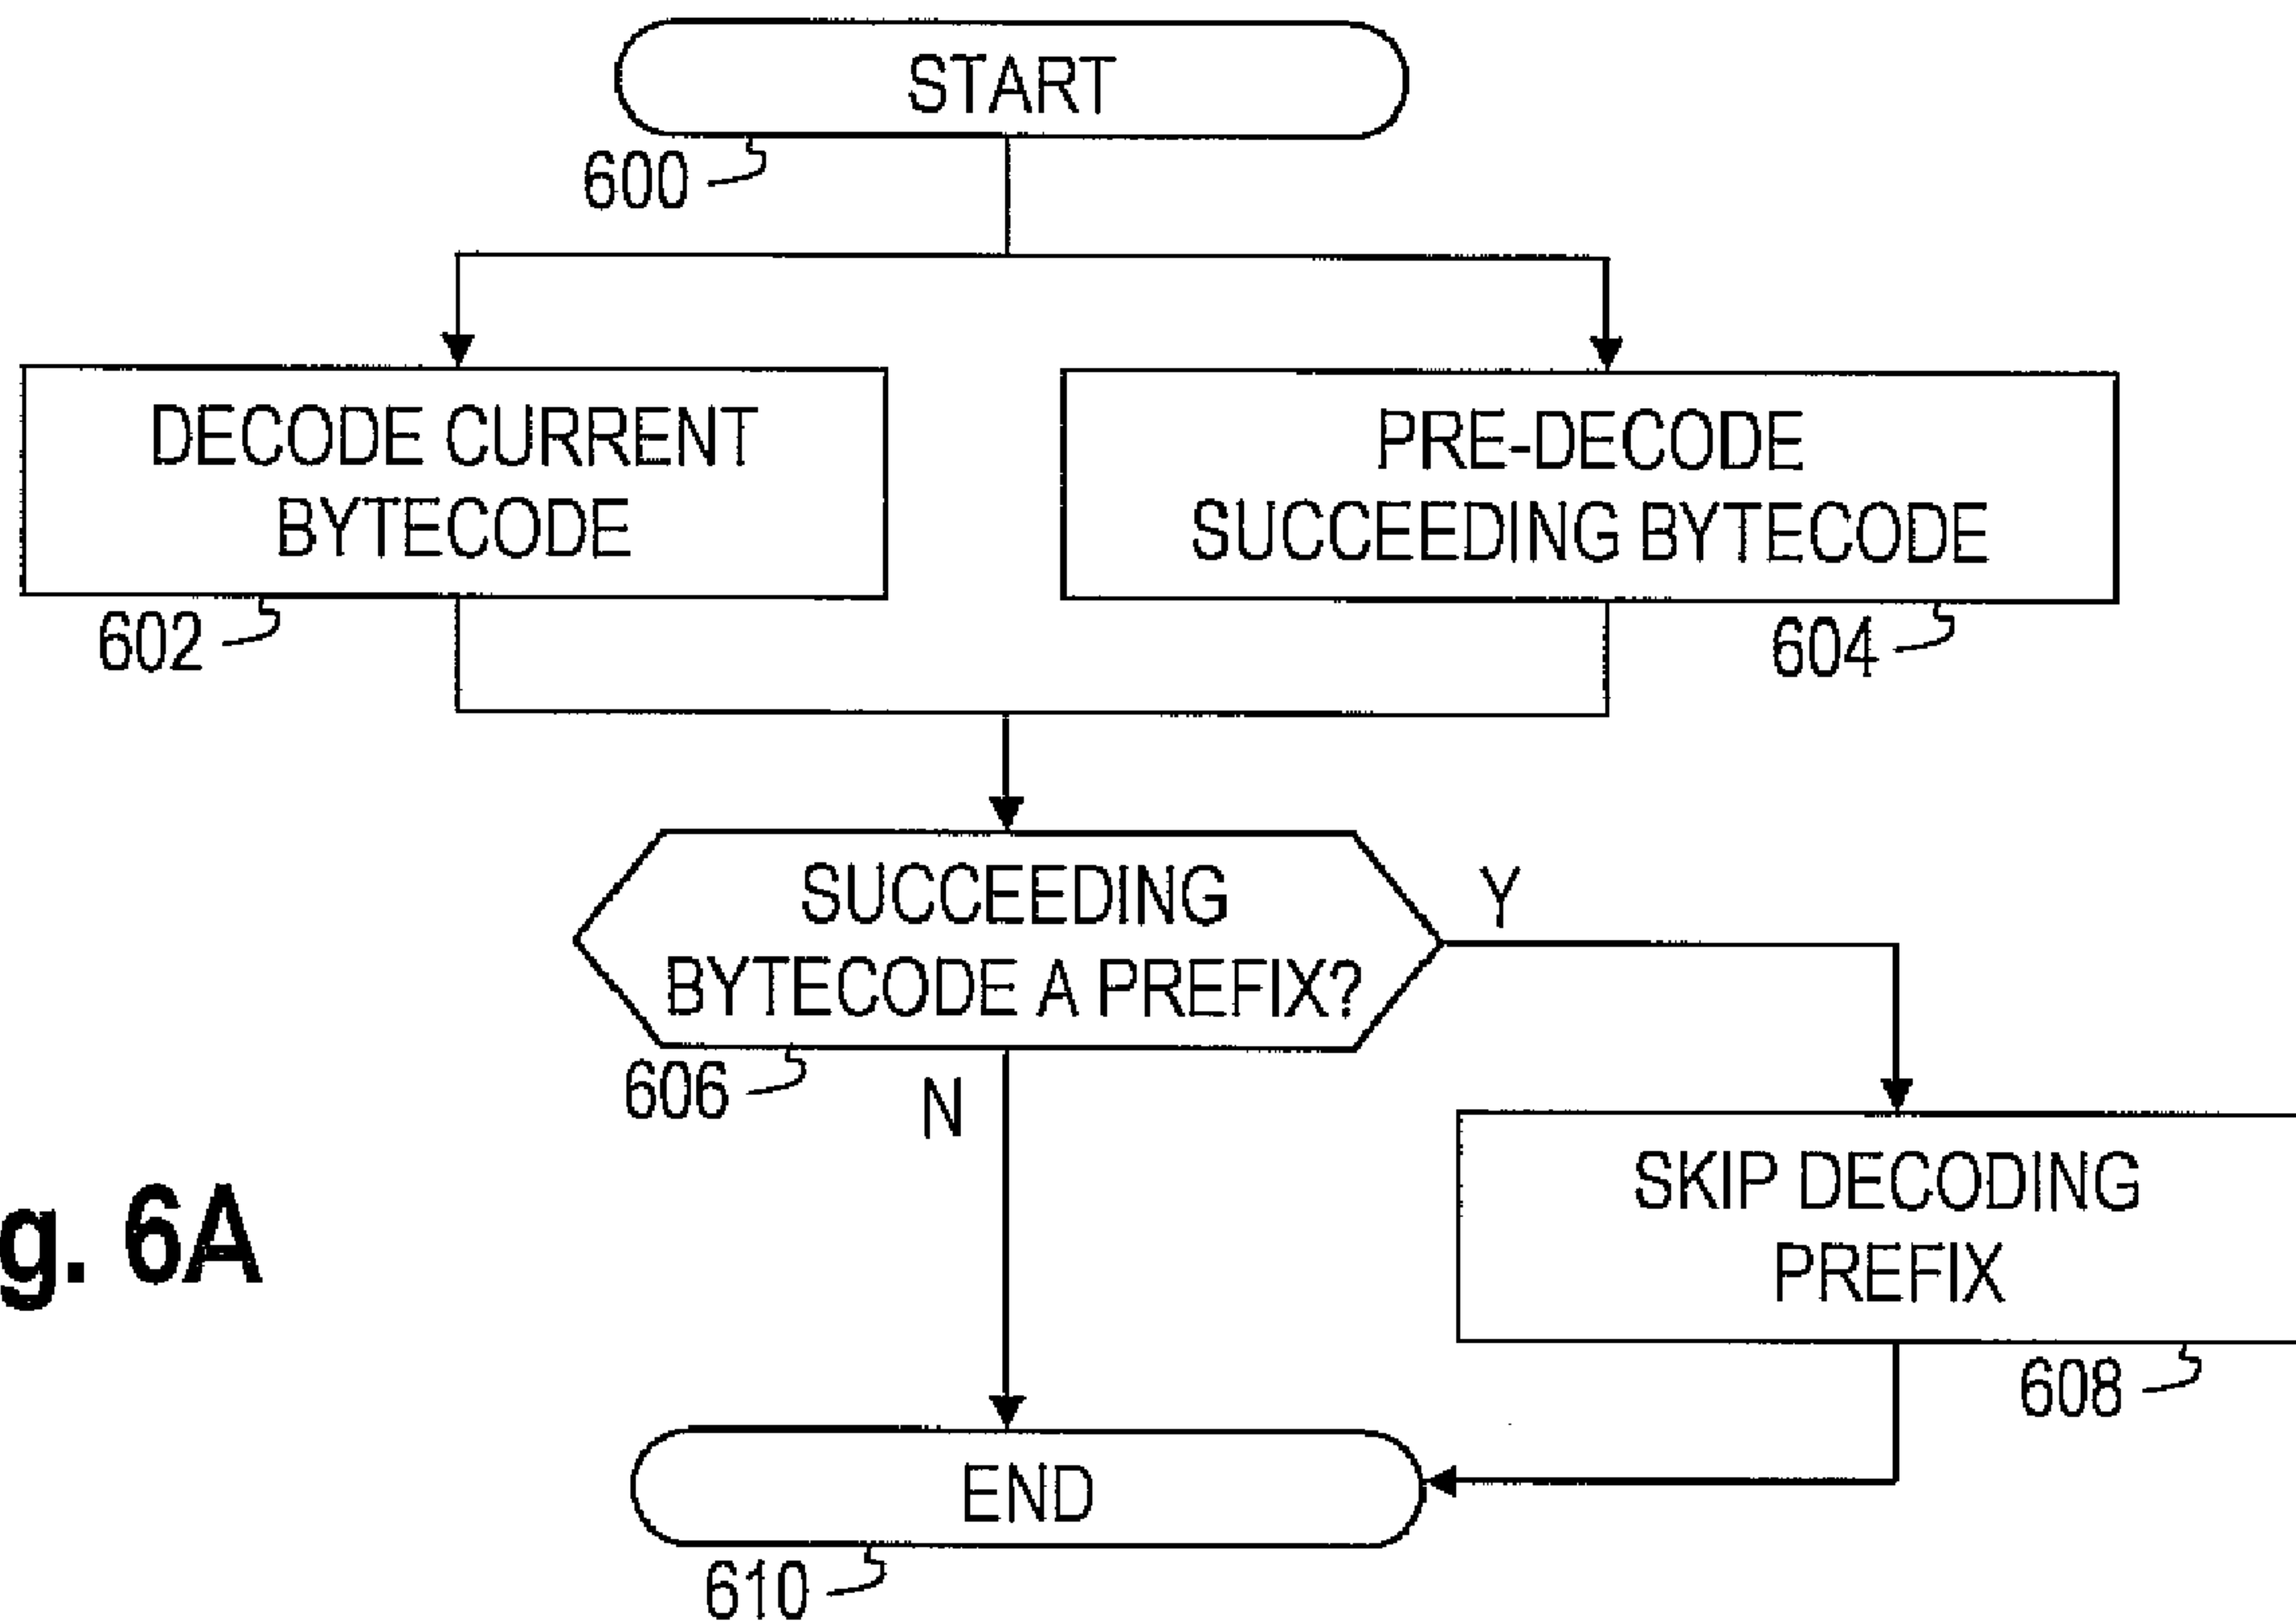 START
600
DECODE CURRENT
BYTECODE
602
PRE-DECODE
SUCCEEDING BYTECODE
604
SUCCEEDING
BYTECODE A PREFIX?
606
Y
N
SKIP DECODING
PREFIX
608
g. 6A
END
610